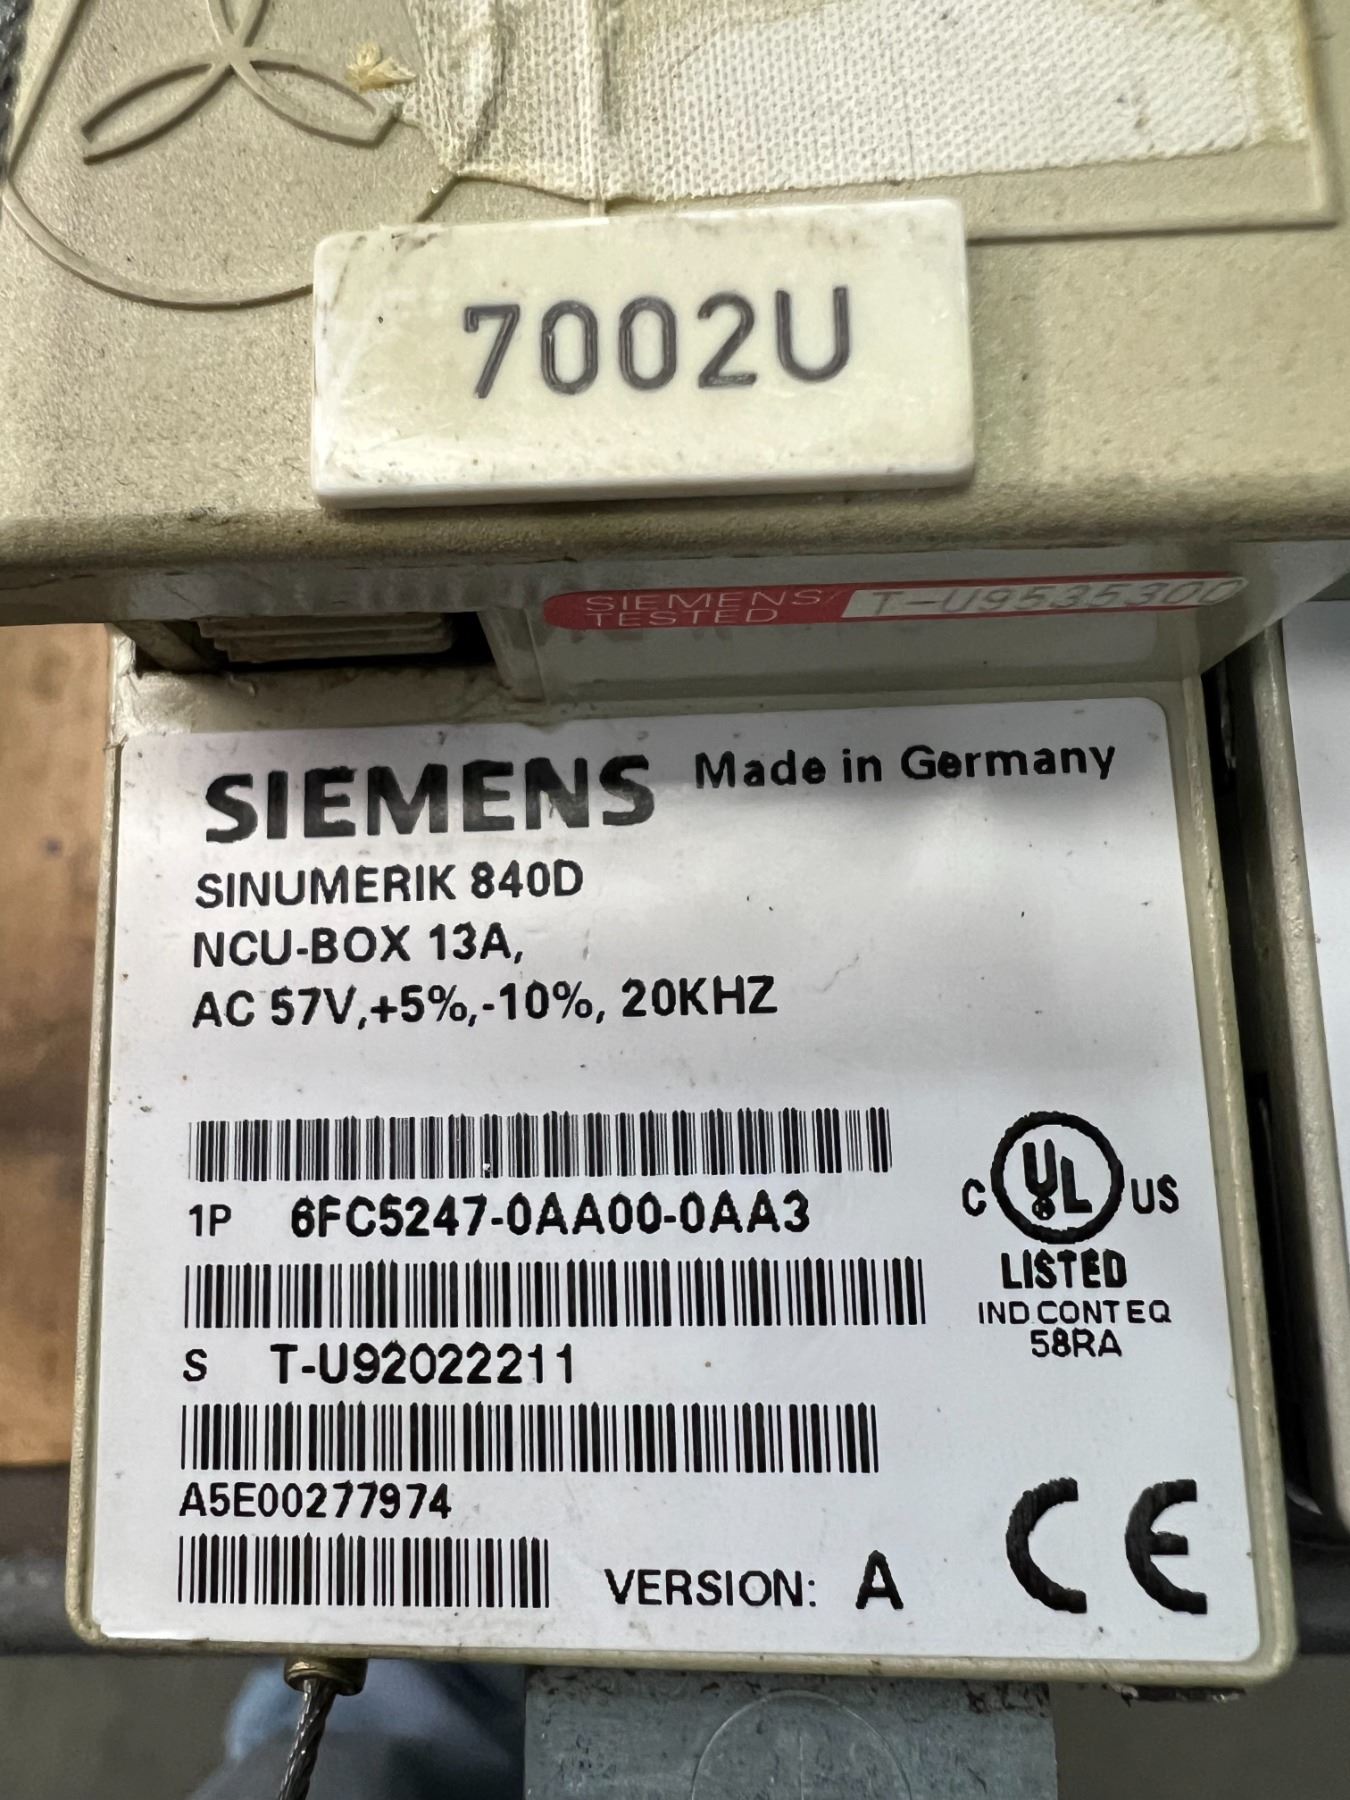 7002U
SIEMENS
TESTED
T-U9535300
SIEMENS Made in Germany
SINUMERIK 840D
NCU-BOX 13A,
AC 57V,+5%,-10%, 20KHZ
1P 6FC5247-0AA00-0AA3
C UL US
LISTED
IND.CONT EQ
58RA
S T-U92022211
A5E00277974
VERSION: A
CE